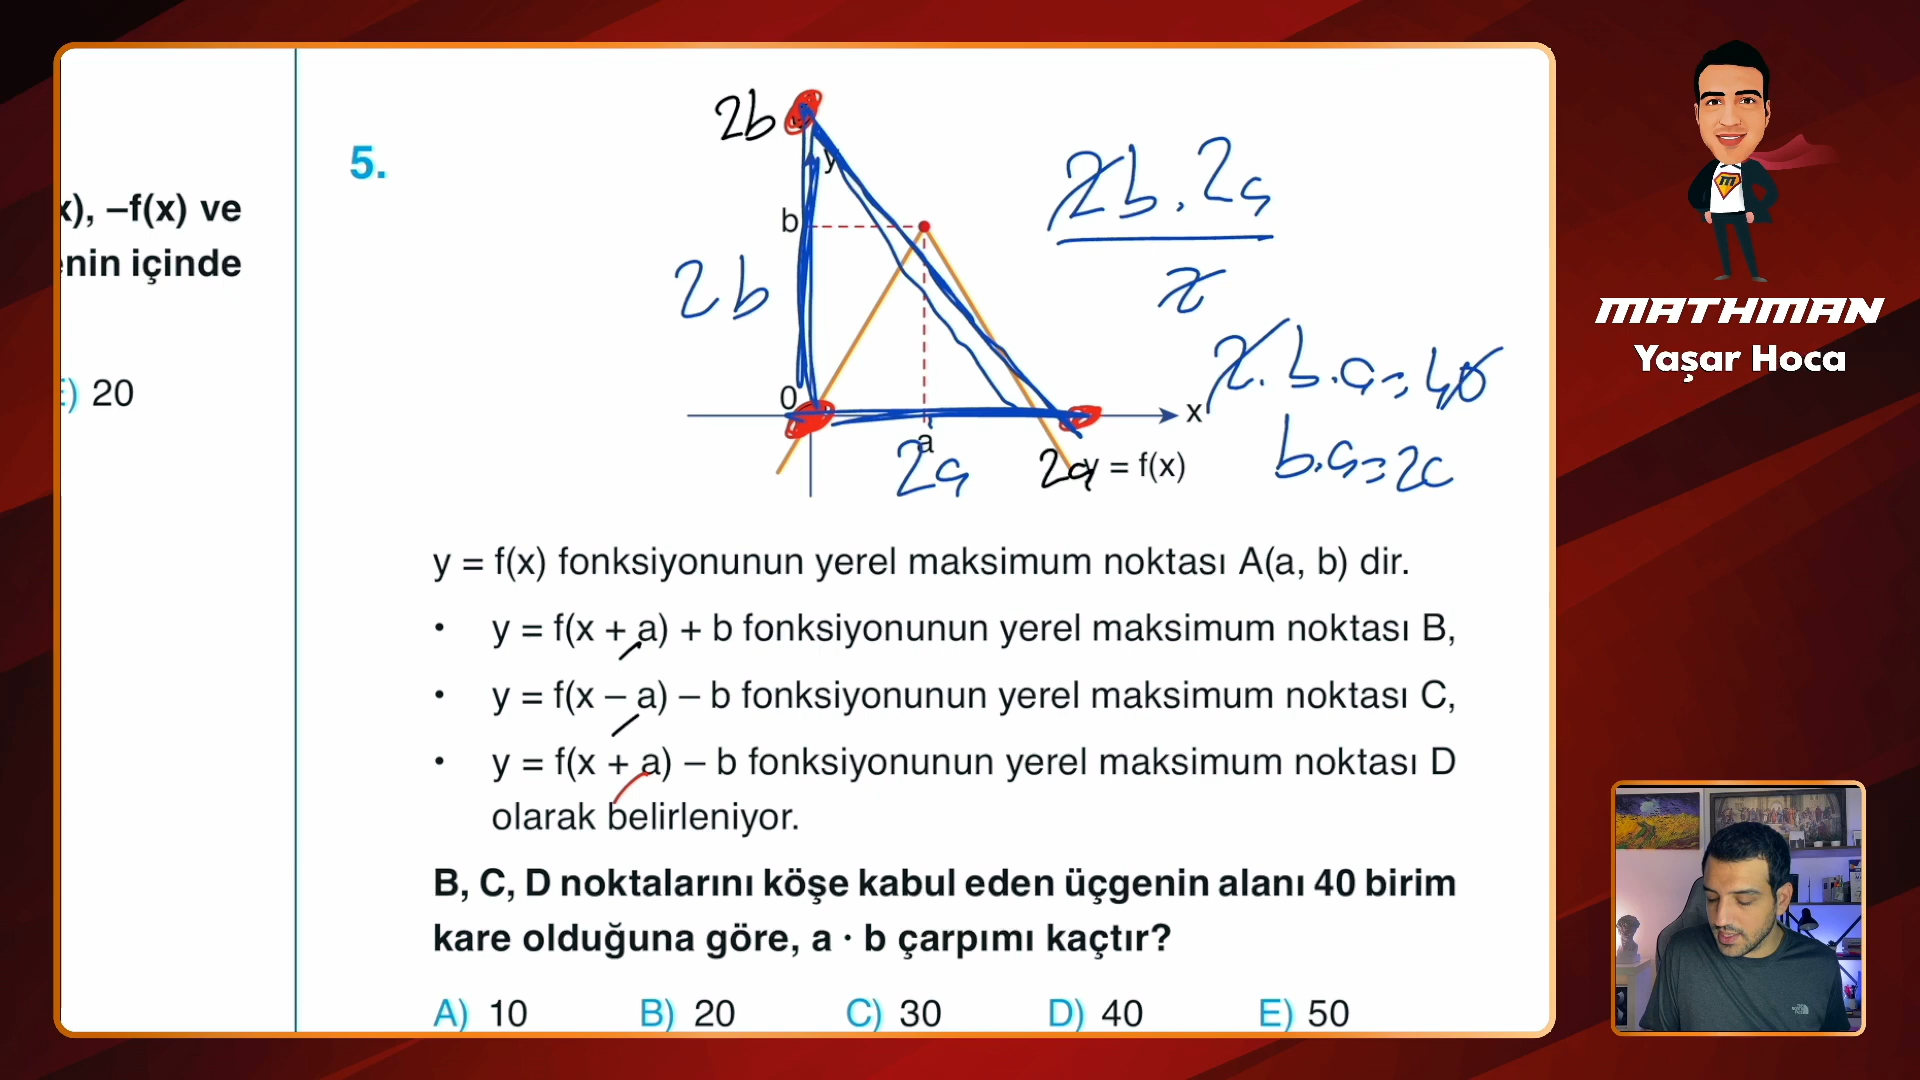 x), –f(x) ve
enin içinde
E) 20
5.
2b
y
b
2b
0
a
2a
2a
x
y = f(x)
2b . 2a
2
2.b.a=40
b.a=20
y = f(x) fonksiyonunun yerel maksimum noktası A(a, b) dir.
• y = f(x + a) + b fonksiyonunun yerel maksimum noktası B,
• y = f(x – a) – b fonksiyonunun yerel maksimum noktası C,
• y = f(x + a) – b fonksiyonunun yerel maksimum noktası D
olarak belirleniyor.
B, C, D noktalarını köşe kabul eden üçgenin alanı 40 birim
kare olduğuna göre, a · b çarpımı kaçtır?
A) 10 B) 20 C) 30 D) 40 E) 50
m
MATHMAN
Yaşar Hoca